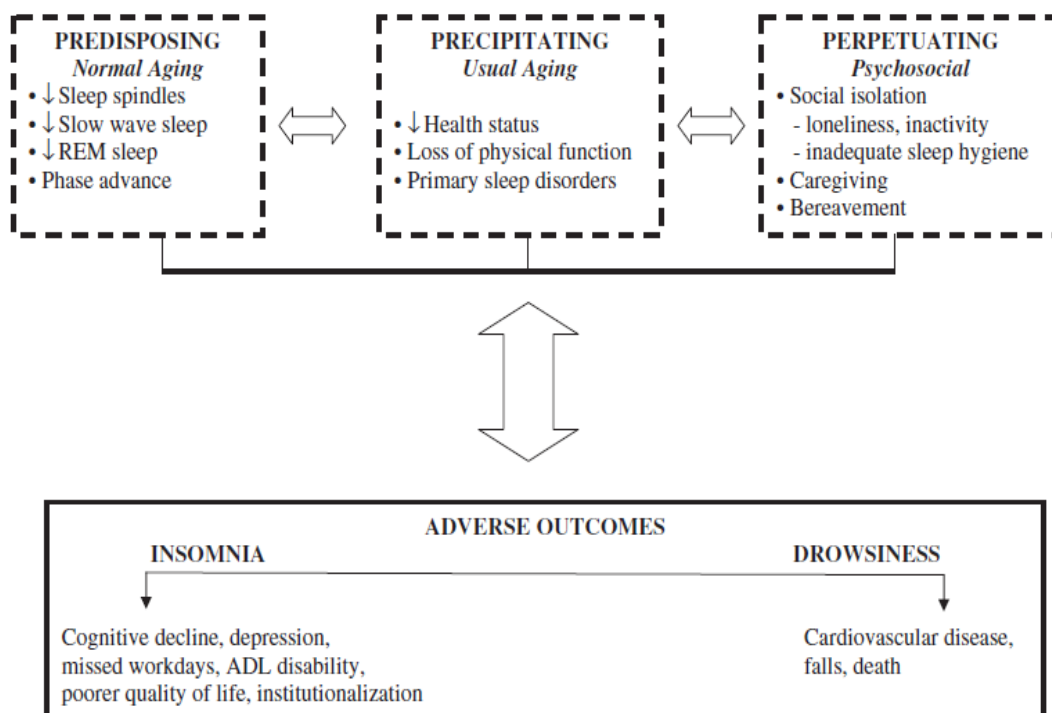 PREDISPOSING
Normal Aging
• ↓Sleep spindles
• ↓Slow wave sleep
• ↓REM sleep
• Phase advance
PRECIPITATING
Usual Aging
• ↓Health status
• Loss of physical function
• Primary sleep disorders
PERPETUATING
Psychosocial
• Social isolation
- loneliness, inactivity
- inadequate sleep hygiene
• Caregiving
• Bereavement
ADVERSE OUTCOMES
INSOMNIA
Cognitive decline, depression,
missed workdays, ADL disability,
poorer quality of life, institutionalization
DROWSINESS
Cardiovascular disease,
falls, death